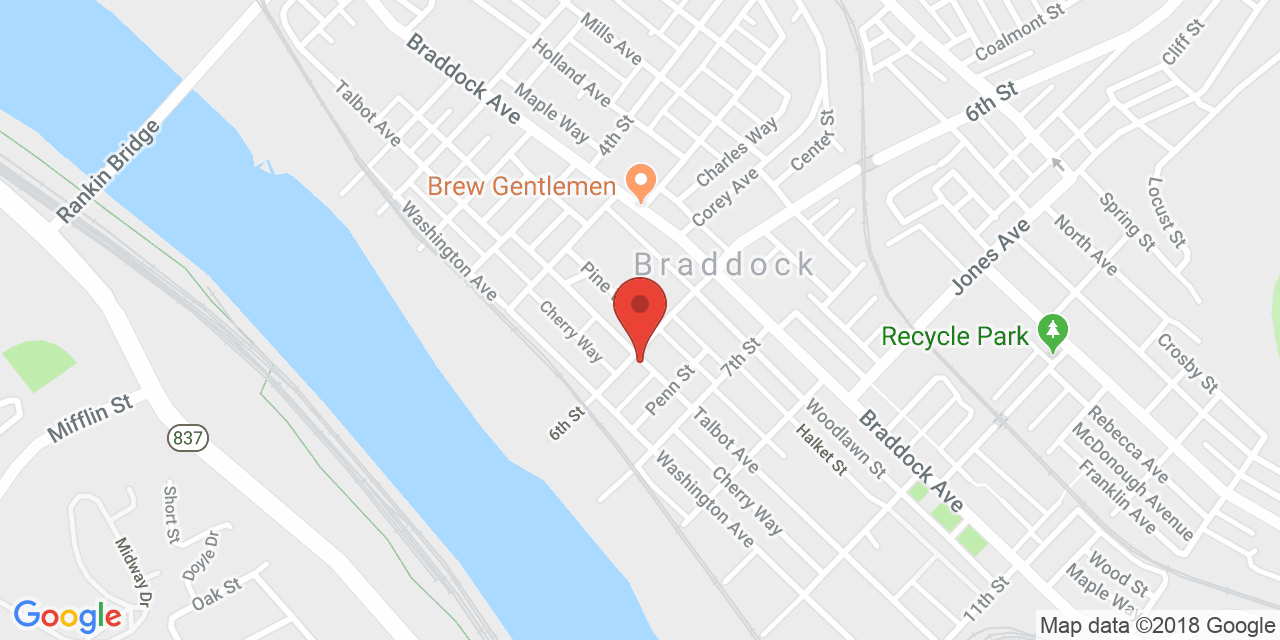 Coalmont St
Cliff St
Mills Ave
Braddock Ave
Holland Ave
6th St
Talbot Ave
Maple Way
4th St
Charles Way
Center St
Rankin Bridge
Brew Gentlemen
Corey Ave
Locust St
Spring St
North Ave
Washington Ave
Jones Ave
Braddock
Pine
Cherry Way
Recycle Park
7th St
Crosby St
Penn St
Mifflin St
837
6th St
Talbot Ave
Woodlawn St
Halket St
Braddock Ave
Rebecca Ave
McDonough Avenue
Franklin Ave
Washington Ave
Cherry Way
Short St
Doyle Dr
Midway Dr
Oak St
11th St
Wood St
Maple Way
Google
Map data ©2018 Google